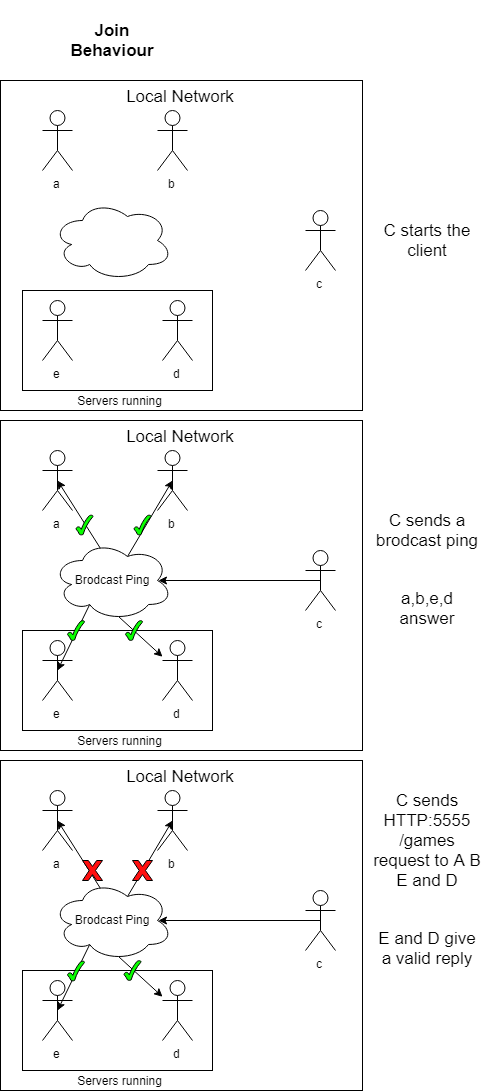 Join
Behaviour
Local Network
a
b
C starts the
client
c
e
d
Servers running
Local Network
a
b
C sends a
brodcast ping
Brodcast Ping
a,b,e,d
answer
c
e
d
Servers running
Local Network
a
b
C sends
HTTP:5555
/games
request to A B
E and D
Brodcast Ping
E and D give
a valid reply
c
e
d
Servers running